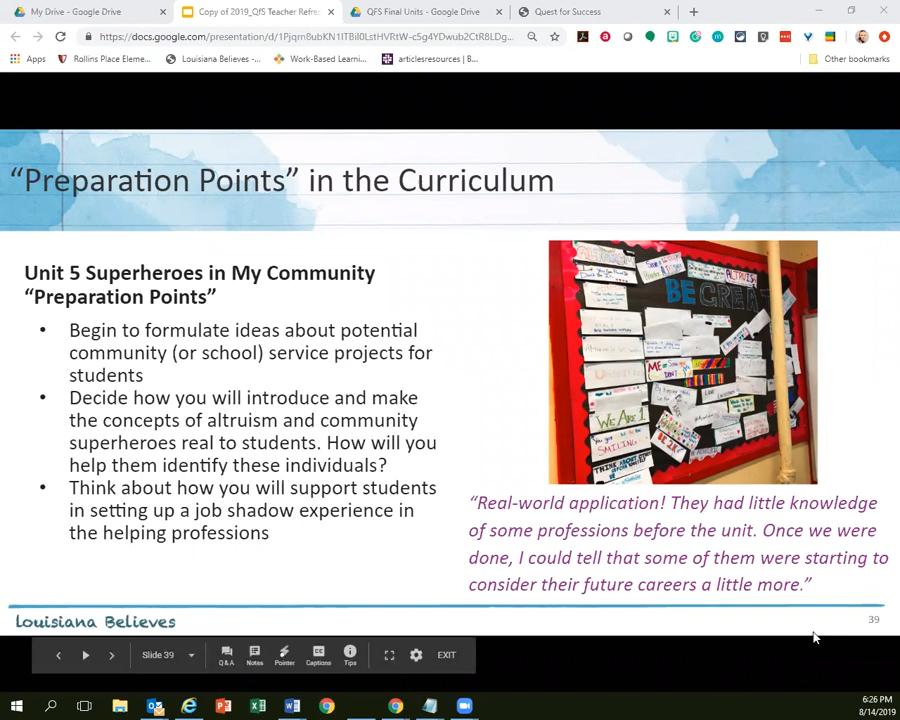 My Drive - Google Drive
Copy of 2019_QfS Teacher Refres
QFS Final Units - Google Drive
Quest for Success
https://docs.google.com/presentation/d/1Pjqrn8ubKN1ITBil0LstHVRtW-c5g4YDwub2CtR8LDg...
Apps
Rollins Place Eleme...
Louisiana Believes -...
Work-Based Learni...
articlesresources | B...
Other bookmarks
“Preparation Points” in the Curriculum
Unit 5 Superheroes in My Community
“Preparation Points”
• Begin to formulate ideas about potential
community (or school) service projects for
students
• Decide how you will introduce and make
the concepts of altruism and community
superheroes real to students. How will you
help them identify these individuals?
• Think about how you will support students
in setting up a job shadow experience in
the helping professions
ALTRUISM
BE GREA
ME
WE ARE 1
SMILING
“Real-world application! They had little knowledge
of some professions before the unit. Once we were
done, I could tell that some of them were starting to
consider their future careers a little more.”
Louisiana Believes
39
Slide 39
Q&A
Notes
Pointer
Captions
Tips
EXIT
6:26 PM
8/14/2019